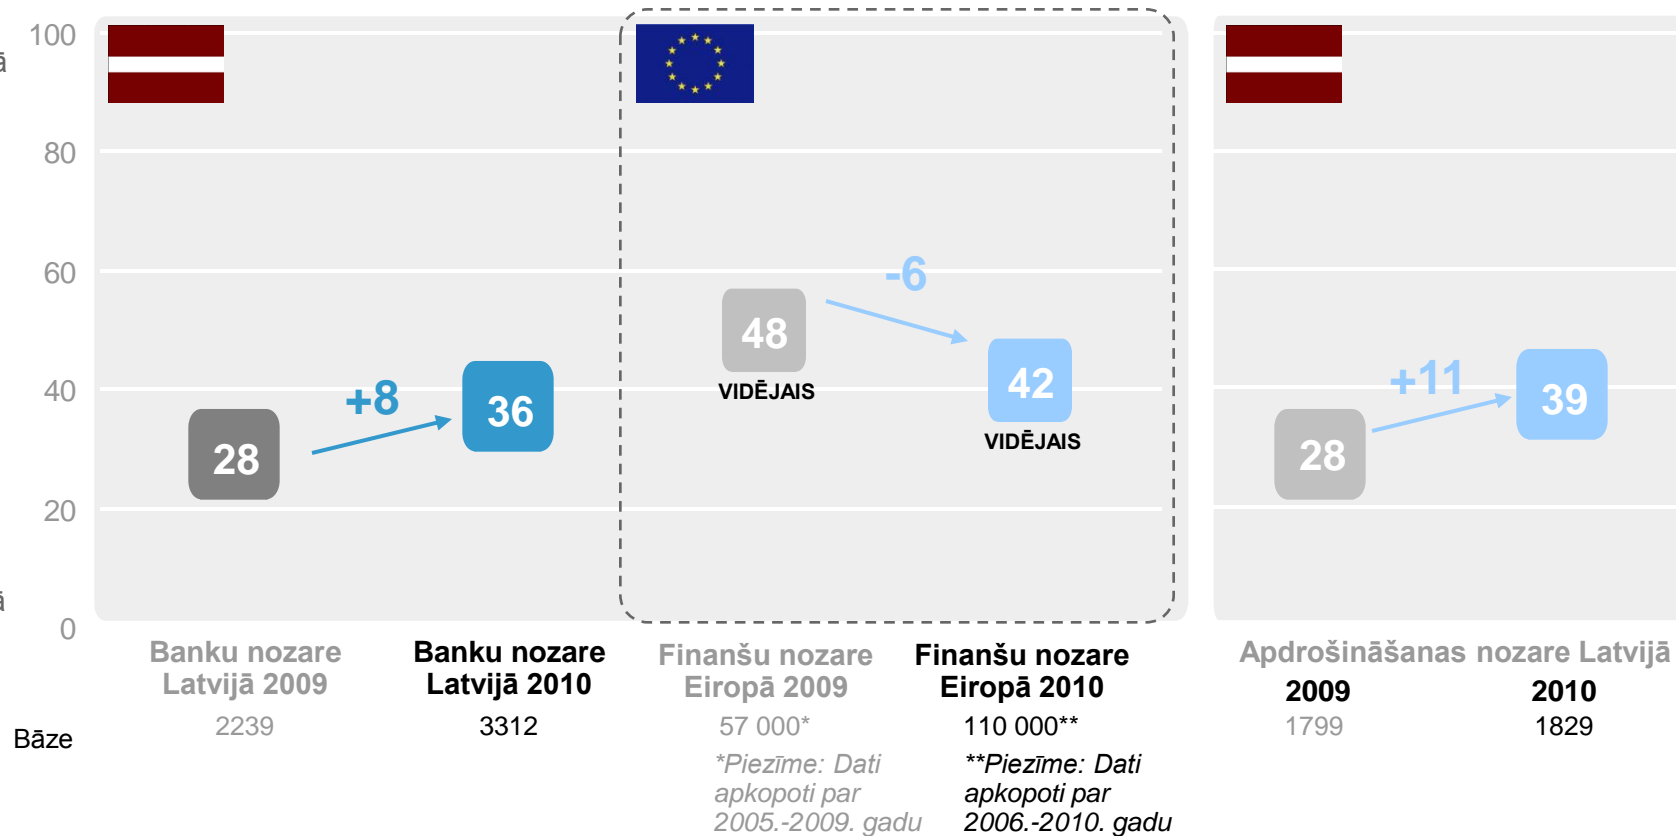 100
80
60
40
20
0
28
+8
36
48
VIDĒJAIS
-6
42
VIDĒJAIS
28
+11
39
Banku nozare
Latvijā 2009
Banku nozare
Latvijā 2010
Finanšu nozare
Eiropā 2009
Finanšu nozare
Eiropā 2010
Apdrošināšanas nozare Latvijā
2009
2010
Bāze
2239
3312
57 000*
110 000**
1799
1829
*Piezīme: Dati
apkopoti par
2005.-2009. gadu
**Piezīme: Dati
apkopoti par
2006.-2010. gadu